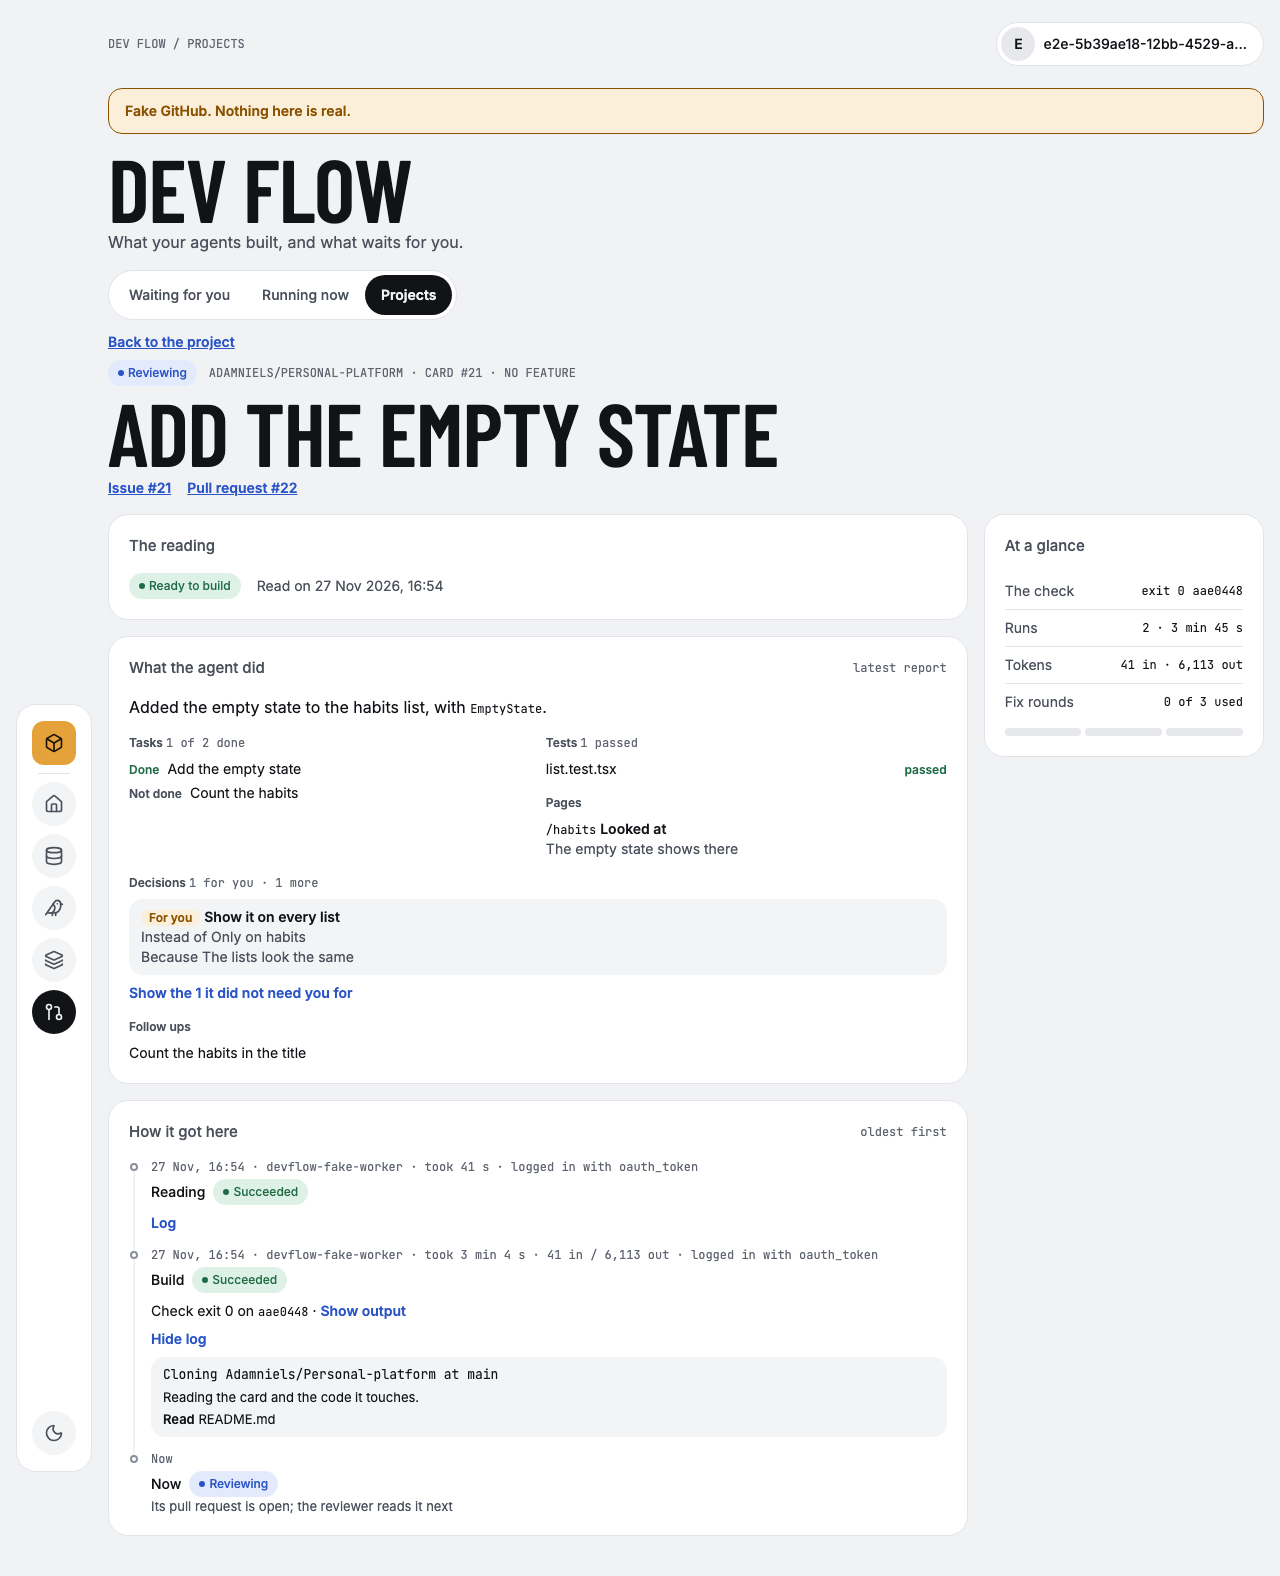 DEV FLOW / PROJECTS
E e2e-5b39ae18-12bb-4529-a...
Fake GitHub. Nothing here is real.
DEV FLOW
What your agents built, and what waits for you.
Waiting for you Running now Projects
Back to the project
Reviewing ADAMNIELS/PERSONAL-PLATFORM · CARD #21 · NO FEATURE
ADD THE EMPTY STATE
Issue #21 Pull request #22
The reading
Ready to build Read on 27 Nov 2026, 16:54
At a glance
The check exit 0 aae0448
Runs 2 · 3 min 45 s
Tokens 41 in · 6,113 out
Fix rounds 0 of 3 used
What the agent did latest report
Added the empty state to the habits list, with EmptyState.
Tasks 1 of 2 done
Done Add the empty state
Not done Count the habits
Tests 1 passed
list.test.tsx passed
Pages
/habits Looked at
The empty state shows there
Decisions 1 for you · 1 more
For you Show it on every list
Instead of Only on habits
Because The lists look the same
Show the 1 it did not need you for
Follow ups
Count the habits in the title
How it got here oldest first
27 Nov, 16:54 · devflow-fake-worker · took 41 s · logged in with oauth_token
Reading Succeeded
Log
27 Nov, 16:54 · devflow-fake-worker · took 3 min 4 s · 41 in / 6,113 out · logged in with oauth_token
Build Succeeded
Check exit 0 on aae0448 · Show output
Hide log
Cloning Adamniels/Personal-platform at main
Reading the card and the code it touches.
Read README.md
Now
Now Reviewing
Its pull request is open; the reviewer reads it next